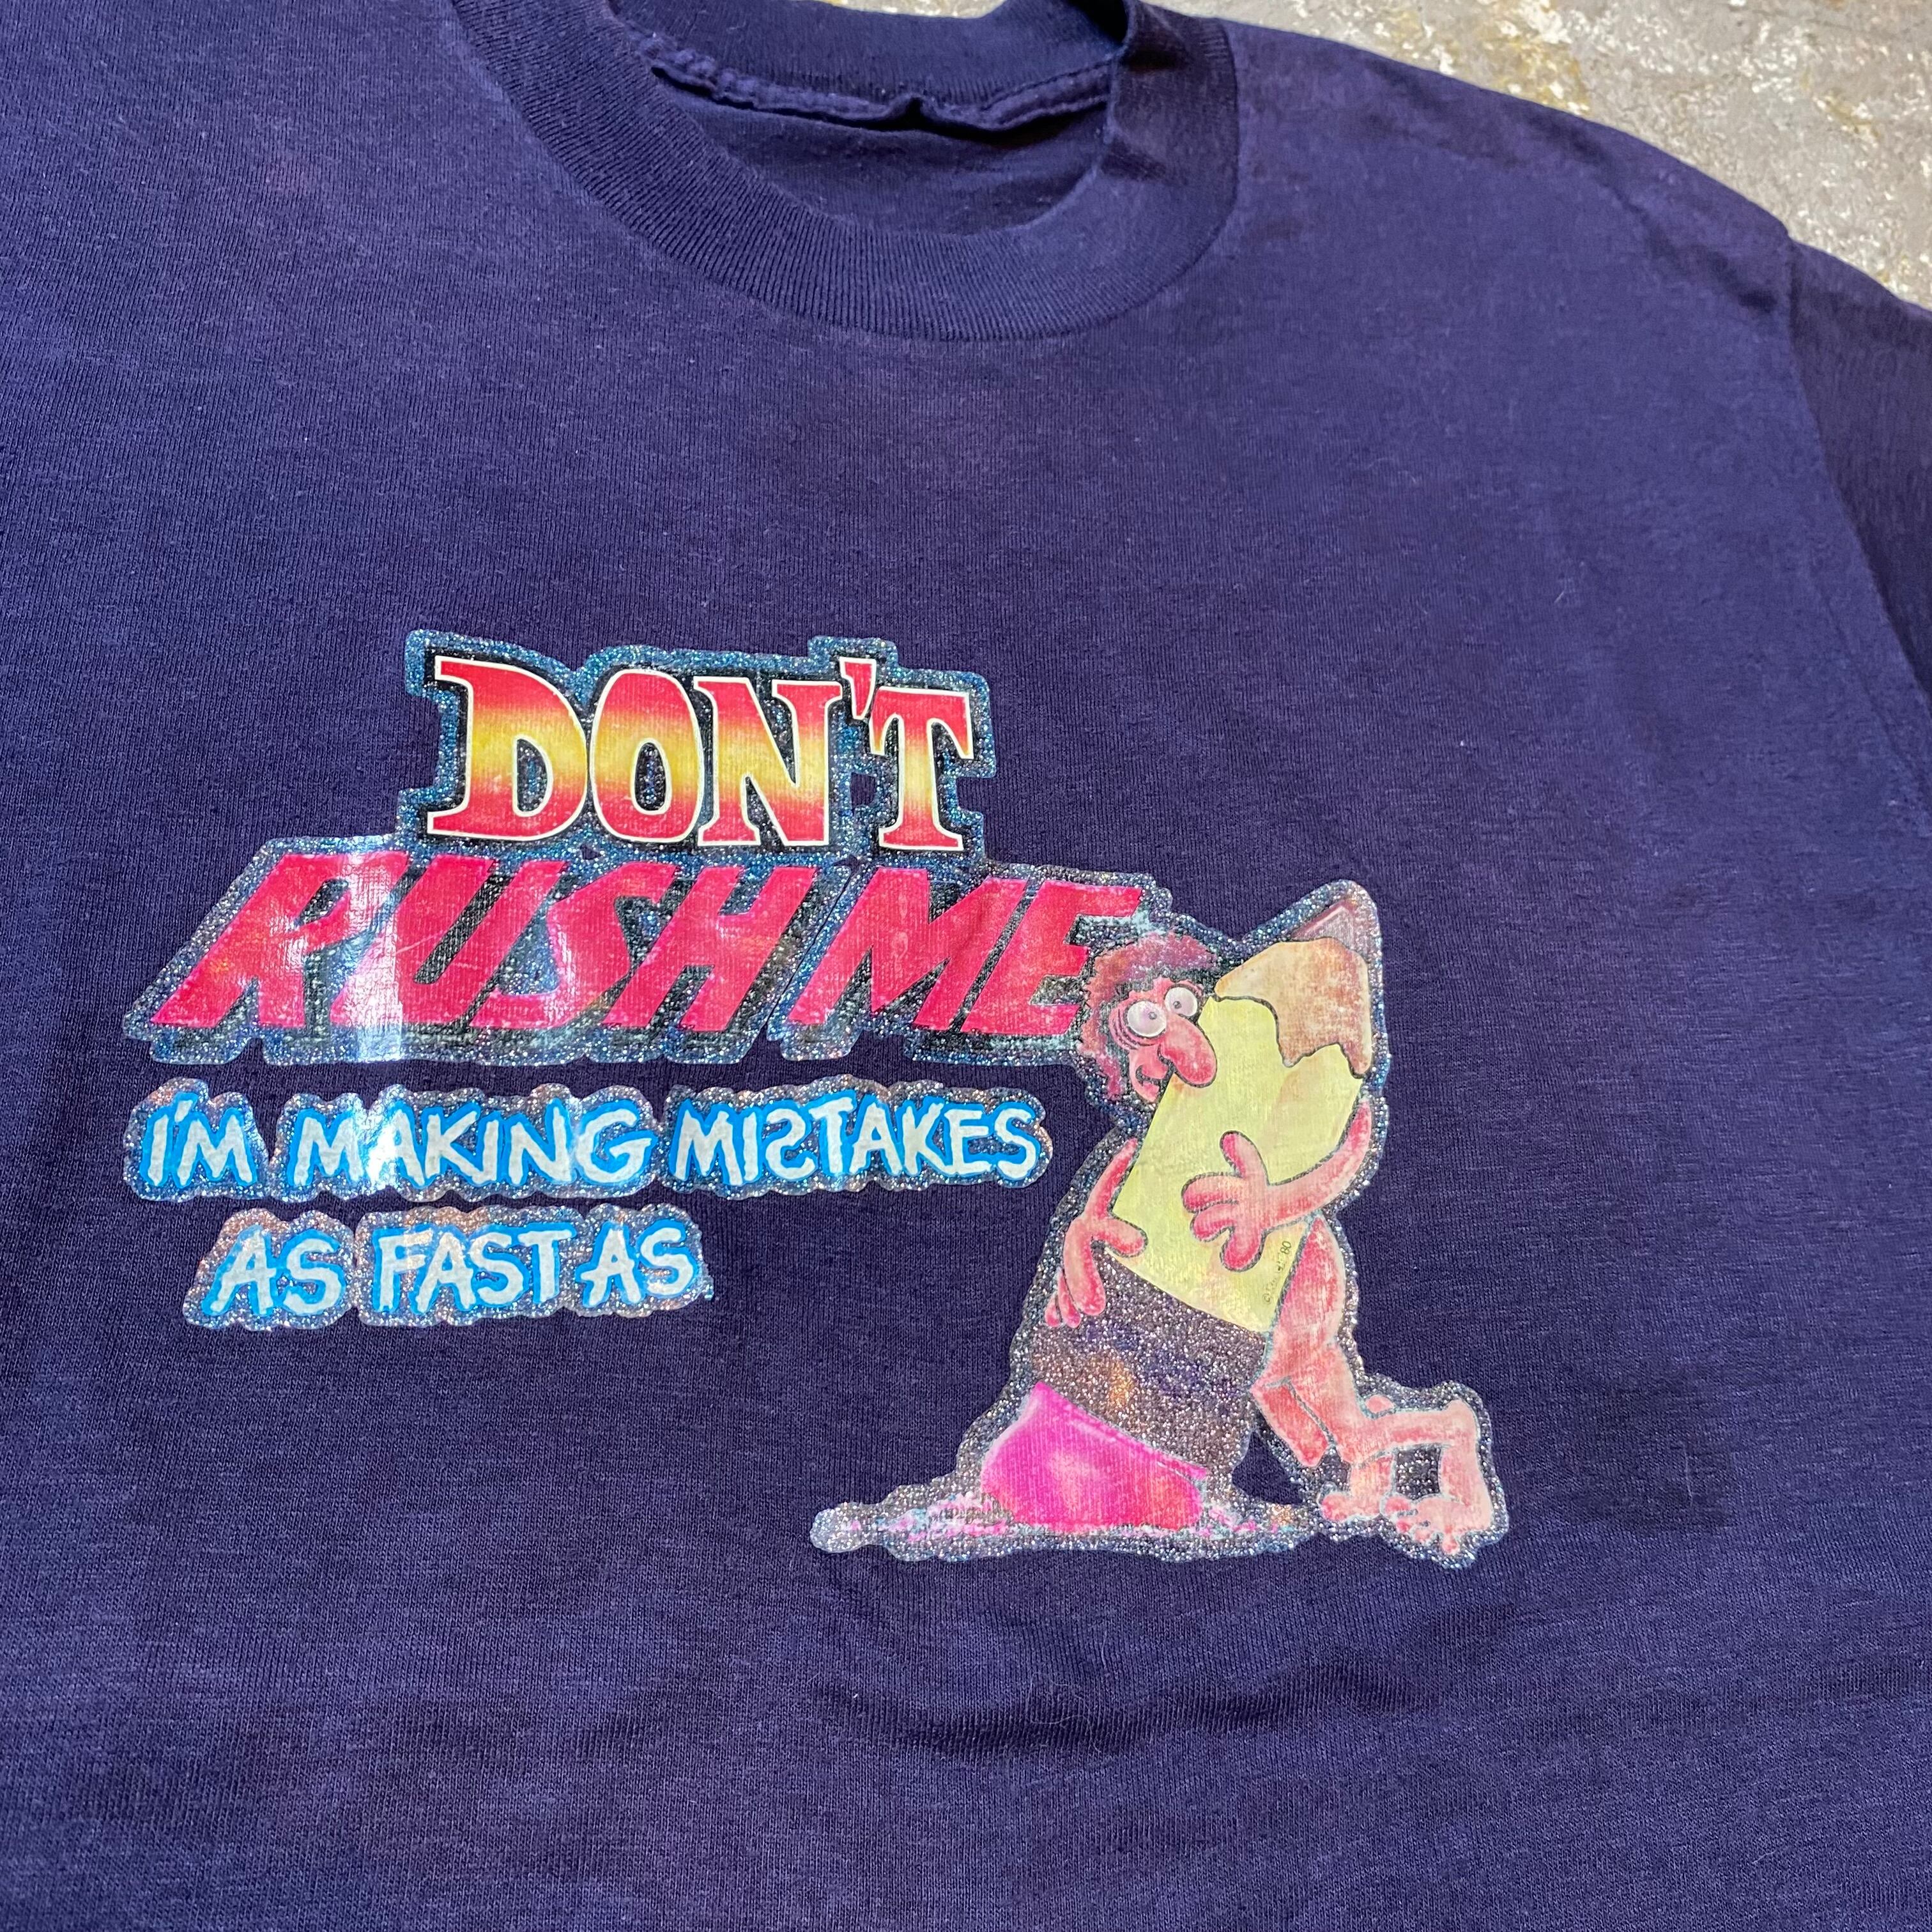 DON'T
RUSH ME
I'M MAKING MISTAKES
AS FAST AS